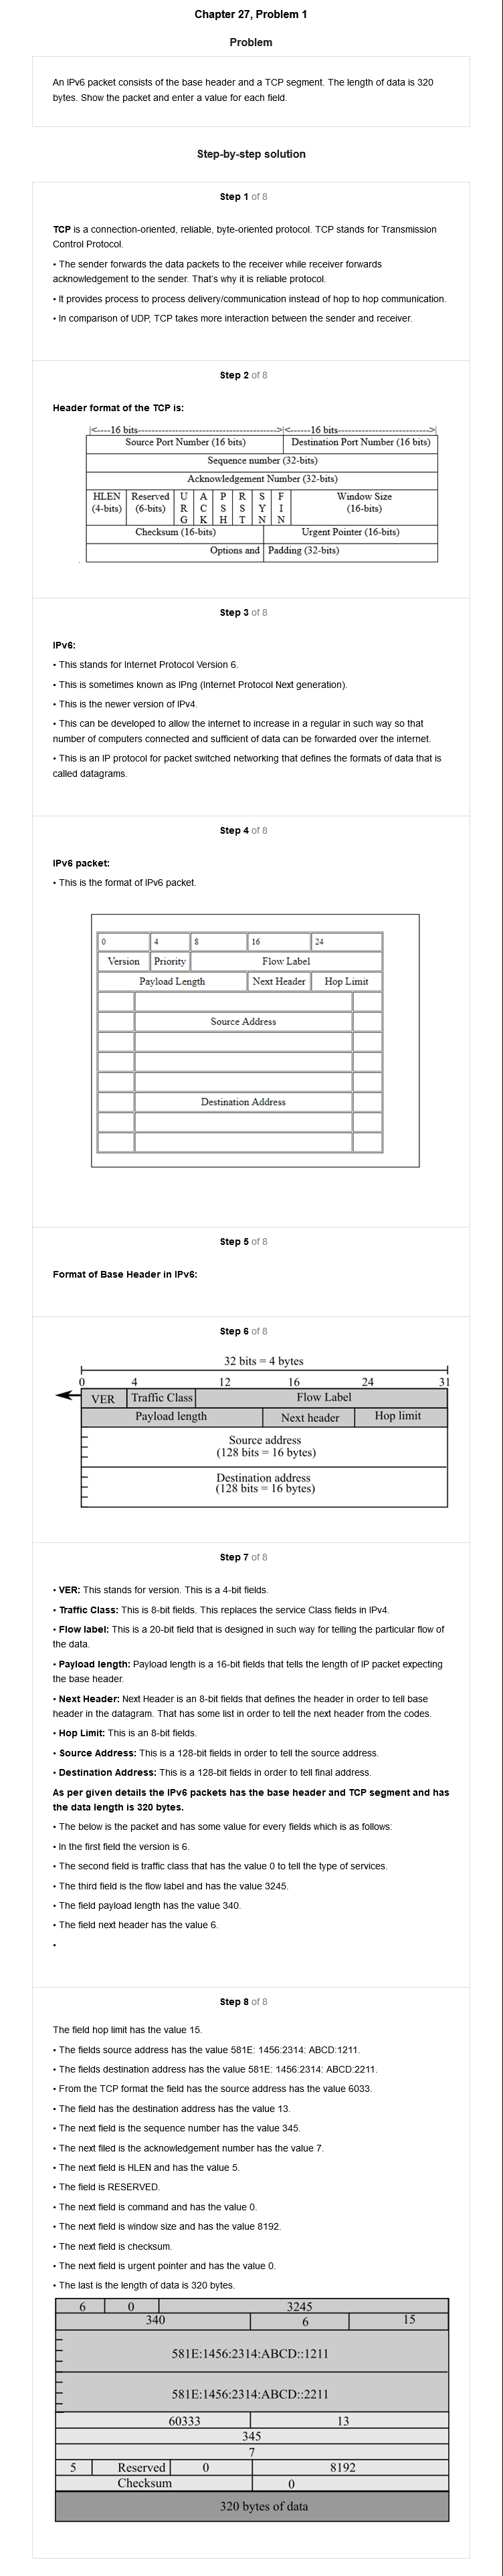 Chapter 27, Problem 1
Problem
An IPv6 packet consists of the base header and a TCP segment. The length of data is 320
bytes. Show the packet and enter a value for each field.
Step-by-step solution
Step 1 of 8
TCP is a connection-oriented, reliable, byte-oriented protocol. TCP stands for Transmission
Control Protocol.
• The sender forwards the data packets to the receiver while receiver forwards
acknowledgement to the sender. That's why it is reliable protocol.
• It provides process to process delivery/communication instead of hop to hop communication.
• In comparison of UDP, TCP takes more interaction between the sender and receiver.
Step 2 of 8
Header format of the TCP is:
|<----16 bits-------------------------------------------->|<------16 bits----------------------------->|
Source Port Number (16 bits) Destination Port Number (16 bits)
Sequence number (32-bits)
Acknowledgement Number (32-bits)
HLEN Reserved U A P R S F Window Size
(4-bits) (6-bits) R C S S Y I (16-bits)
G K H T N N
Checksum (16-bits) Urgent Pointer (16-bits)
Options and Padding (32-bits)
Step 3 of 8
IPv6:
• This stands for Internet Protocol Version 6.
• This is sometimes known as IPng (Internet Protocol Next generation).
• This is the newer version of IPv4.
• This can be developed to allow the internet to increase in a regular in such way so that
number of computers connected and sufficient of data can be forwarded over the internet.
• This is an IP protocol for packet switched networking that defines the formats of data that is
called datagrams.
Step 4 of 8
IPv6 packet:
• This is the format of IPv6 packet.
0 4 8 16 24
Version Priority Flow Label
Payload Length Next Header Hop Limit
Source Address
Destination Address
Step 5 of 8
Format of Base Header in IPv6:
Step 6 of 8
32 bits = 4 bytes
0 4 12 16 24 31
VER Traffic Class Flow Label
Payload length Next header Hop limit
Source address
(128 bits = 16 bytes)
Destination address
(128 bits = 16 bytes)
Step 7 of 8
• VER: This stands for version. This is a 4-bit fields.
• Traffic Class: This is 8-bit fields. This replaces the service Class fields in IPv4.
• Flow label: This is a 20-bit field that is designed in such way for telling the particular flow of
the data.
• Payload length: Payload length is a 16-bit fields that tells the length of IP packet expecting
the base header.
• Next Header: Next Header is an 8-bit fields that defines the header in order to tell base
header in the datagram. That has some list in order to tell the next header from the codes.
• Hop Limit: This is an 8-bit fields.
• Source Address: This is a 128-bit fields in order to tell the source address.
• Destination Address: This is a 128-bit fields in order to tell final address.
As per given details the IPv6 packets has the base header and TCP segment and has
the data length is 320 bytes.
• The below is the packet and has some value for every fields which is as follows:
• In the first field the version is 6.
• The second field is traffic class that has the value 0 to tell the type of services.
• The third field is the flow label and has the value 3245.
• The field payload length has the value 340.
• The field next header has the value 6.
•
Step 8 of 8
The field hop limit has the value 15.
• The fields source address has the value 581E: 1456:2314: ABCD:1211.
• The fields destination address has the value 581E: 1456:2314: ABCD:2211.
• From the TCP format the field has the source address has the value 6033.
• The field has the destination address has the value 13.
• The next field is the sequence number has the value 345.
• The next filed is the acknowledgement number has the value 7.
• The next field is HLEN and has the value 5.
• The field is RESERVED.
• The next field is command and has the value 0.
• The next field is window size and has the value 8192.
• The next field is checksum.
• The next field is urgent pointer and has the value 0.
• The last is the length of data is 320 bytes.
6 0 3245
340 6 15
581E:1456:2314:ABCD::1211
581E:1456:2314:ABCD::2211
60333 13
345
7
5 Reserved 0 8192
Checksum 0
320 bytes of data